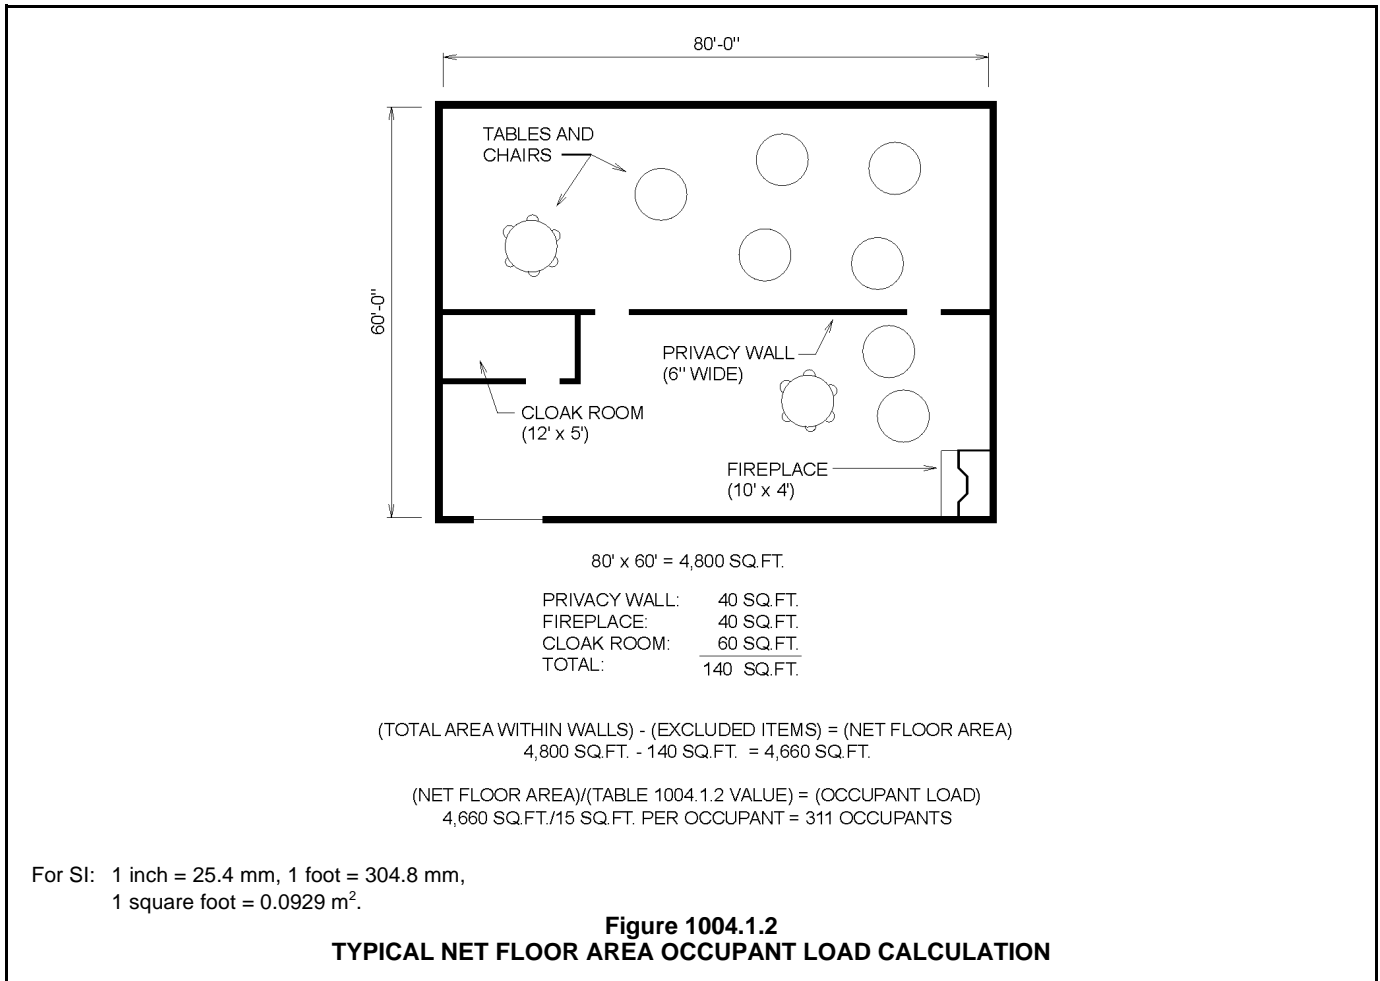 80'-0"
TABLES AND
CHAIRS
60'-0"
PRIVACY WALL
(6" WIDE)
CLOAK ROOM
(12' x 5')
FIREPLACE
(10' x 4')
80' x 60' = 4,800 SQ.FT.
PRIVACY WALL: 40 SQ.FT.
FIREPLACE: 40 SQ.FT.
CLOAK ROOM: 60 SQ.FT.
TOTAL: 140 SQ.FT.
(TOTAL AREA WITHIN WALLS) - (EXCLUDED ITEMS) = (NET FLOOR AREA)
4,800 SQ.FT. - 140 SQ.FT. = 4,660 SQ.FT.
(NET FLOOR AREA)/(TABLE 1004.1.2 VALUE) = (OCCUPANT LOAD)
4,660 SQ.FT./15 SQ.FT. PER OCCUPANT = 311 OCCUPANTS
For SI: 1 inch = 25.4 mm, 1 foot = 304.8 mm,
1 square foot = 0.0929 m².
Figure 1004.1.2
TYPICAL NET FLOOR AREA OCCUPANT LOAD CALCULATION